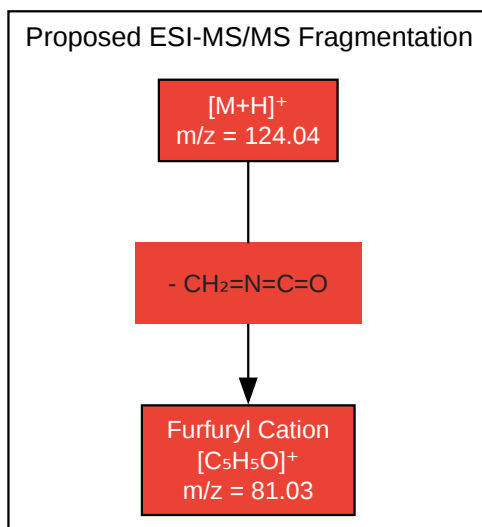 Proposed ESI-MS/MS Fragmentation
[M+H]⁺
m/z = 124.04
- CH₂=N=C=O
Furfuryl Cation
[C₅H₅O]⁺
m/z = 81.03